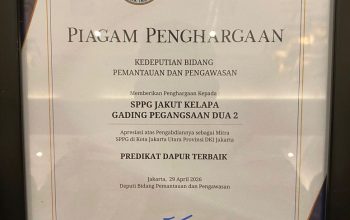 PIAGAM PENGHARGAAN
KEDEPUTIAN BIDANG
PEMANTAUAN DAN PENGAWASAN
Memberikan Penghargaan Kepada
SPPG JAKUT KELAPA
GADING PEGANGSAAN DUA 2
Apresiasi atas Pengabdiannya sebagai Mitra
SPPG di Kota Jakarta Utara Provinsi DKI Jakarta
PREDIKAT DAPUR TERBAIK
Jakarta, 29 April 2026
Deputi Bidang Pemantauan dan Pengawasan